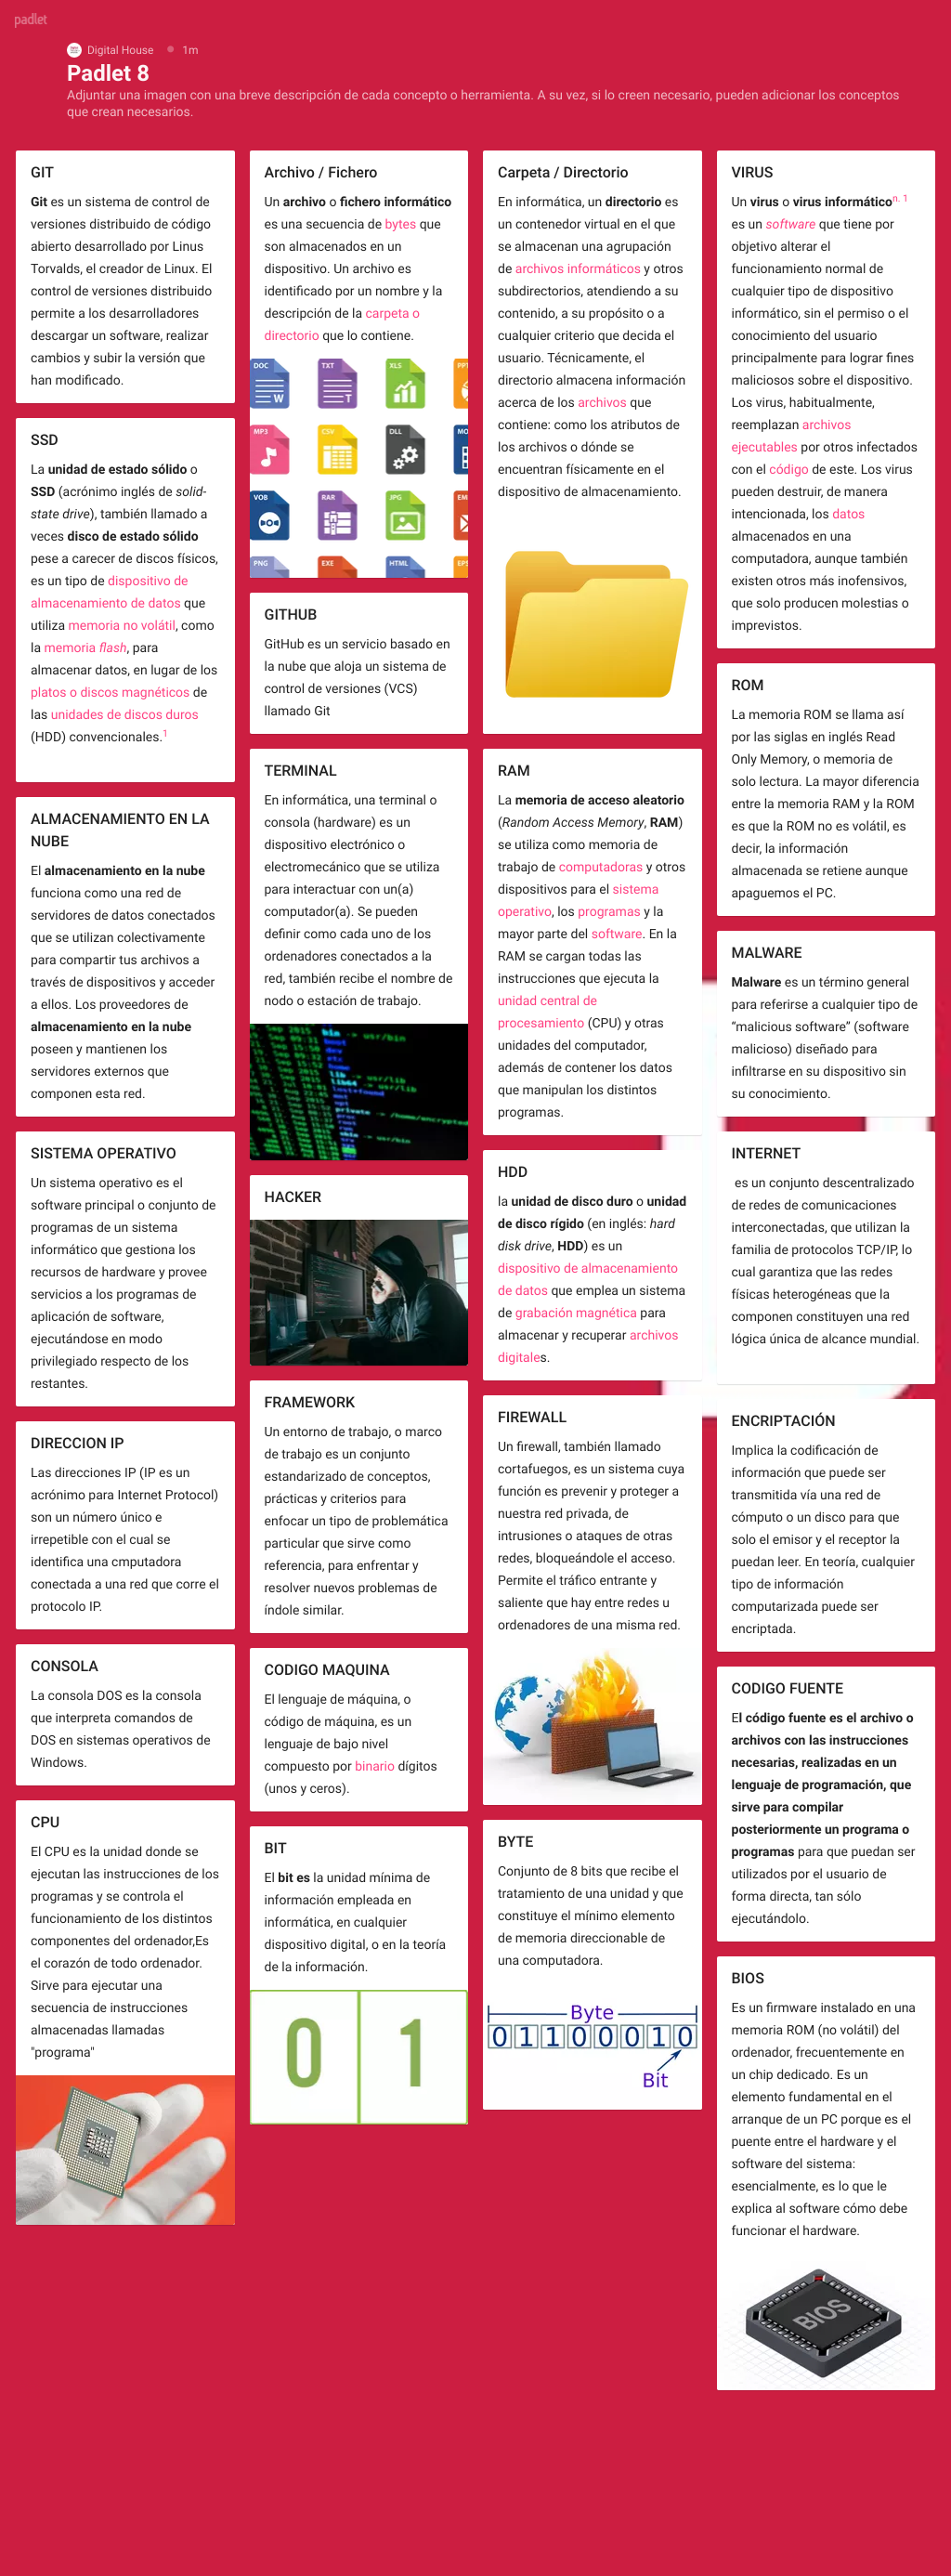 padlet
Digital House 1m
Padlet 8
Adjuntar una imagen con una breve descripción de cada concepto o herramienta. A su vez, si lo creen necesario, pueden adicionar los conceptos
que crean necesarios.
GIT
Git es un sistema de control de
versiones distribuido de código
abierto desarrollado por Linus
Torvalds, el creador de Linux. El
control de versiones distribuido
permite a los desarrolladores
descargar un software, realizar
cambios y subir la versión que
han modificado.
SSD
La unidad de estado sólido o
SSD (acrónimo inglés de solid-
state drive), también llamado a
veces disco de estado sólido
pese a carecer de discos físicos,
es un tipo de dispositivo de
almacenamiento de datos que
utiliza memoria no volátil, como
la memoria flash, para
almacenar datos, en lugar de los
platos o discos magnéticos de
las unidades de discos duros
(HDD) convencionales.1
ALMACENAMIENTO EN LA
NUBE
El almacenamiento en la nube
funciona como una red de
servidores de datos conectados
que se utilizan colectivamente
para compartir tus archivos a
través de dispositivos y acceder
a ellos. Los proveedores de
almacenamiento en la nube
poseen y mantienen los
servidores externos que
componen esta red.
SISTEMA OPERATIVO
Un sistema operativo es el
software principal o conjunto de
programas de un sistema
informático que gestiona los
recursos de hardware y provee
servicios a los programas de
aplicación de software,
ejecutándose en modo
privilegiado respecto de los
restantes.
DIRECCION IP
Las direcciones IP (IP es un
acrónimo para Internet Protocol)
son un número único e
irrepetible con el cual se
identifica una cmputadora
conectada a una red que corre el
protocolo IP.
CONSOLA
La consola DOS es la consola
que interpreta comandos de
DOS en sistemas operativos de
Windows.
CPU
El CPU es la unidad donde se
ejecutan las instrucciones de los
programas y se controla el
funcionamiento de los distintos
componentes del ordenador,Es
el corazón de todo ordenador.
Sirve para ejecutar una
secuencia de instrucciones
almacenadas llamadas
"programa"
Archivo / Fichero
Un archivo o fichero informático
es una secuencia de bytes que
son almacenados en un
dispositivo. Un archivo es
identificado por un nombre y la
descripción de la carpeta o
directorio que lo contiene.
DOC TXT XLS PPT
W T
MP3 CSV DLL MO
VOB RAR JPG EM
PNG EXE HTML EPS
GITHUB
GitHub es un servicio basado en
la nube que aloja un sistema de
control de versiones (VCS)
llamado Git
TERMINAL
En informática, una terminal o
consola (hardware) es un
dispositivo electrónico o
electromecánico que se utiliza
para interactuar con un(a)
computador(a). Se pueden
definir como cada uno de los
ordenadores conectados a la
red, también recibe el nombre de
nodo o estación de trabajo.
HACKER
FRAMEWORK
Un entorno de trabajo, o marco
de trabajo es un conjunto
estandarizado de conceptos,
prácticas y criterios para
enfocar un tipo de problemática
particular que sirve como
referencia, para enfrentar y
resolver nuevos problemas de
índole similar.
CODIGO MAQUINA
El lenguaje de máquina, o
código de máquina, es un
lenguaje de bajo nivel
compuesto por binario dígitos
(unos y ceros).
BIT
El bit es la unidad mínima de
información empleada en
informática, en cualquier
dispositivo digital, o en la teoría
de la información.
0 1
Carpeta / Directorio
En informática, un directorio es
un contenedor virtual en el que
se almacenan una agrupación
de archivos informáticos y otros
subdirectorios, atendiendo a su
contenido, a su propósito o a
cualquier criterio que decida el
usuario. Técnicamente, el
directorio almacena información
acerca de los archivos que
contiene: como los atributos de
los archivos o dónde se
encuentran físicamente en el
dispositivo de almacenamiento.
RAM
La memoria de acceso aleatorio
(Random Access Memory, RAM)
se utiliza como memoria de
trabajo de computadoras y otros
dispositivos para el sistema
operativo, los programas y la
mayor parte del software. En la
RAM se cargan todas las
instrucciones que ejecuta la
unidad central de
procesamiento (CPU) y otras
unidades del computador,
además de contener los datos
que manipulan los distintos
programas.
HDD
la unidad de disco duro o unidad
de disco rígido (en inglés: hard
disk drive, HDD) es un
dispositivo de almacenamiento
de datos que emplea un sistema
de grabación magnética para
almacenar y recuperar archivos
digitales.
FIREWALL
Un firewall, también llamado
cortafuegos, es un sistema cuya
función es prevenir y proteger a
nuestra red privada, de
intrusiones o ataques de otras
redes, bloqueándole el acceso.
Permite el tráfico entrante y
saliente que hay entre redes u
ordenadores de una misma red.
BYTE
Conjunto de 8 bits que recibe el
tratamiento de una unidad y que
constituye el mínimo elemento
de memoria direccionable de
una computadora.
Byte
0 1 1 0 0 0 1 0
Bit
VIRUS
Un virus o virus informáticon. 1
es un software que tiene por
objetivo alterar el
funcionamiento normal de
cualquier tipo de dispositivo
informático, sin el permiso o el
conocimiento del usuario
principalmente para lograr fines
maliciosos sobre el dispositivo.
Los virus, habitualmente,
reemplazan archivos
ejecutables por otros infectados
con el código de este. Los virus
pueden destruir, de manera
intencionada, los datos
almacenados en una
computadora, aunque también
existen otros más inofensivos,
que solo producen molestias o
imprevistos.
ROM
La memoria ROM se llama así
por las siglas en inglés Read
Only Memory, o memoria de
solo lectura. La mayor diferencia
entre la memoria RAM y la ROM
es que la ROM no es volátil, es
decir, la información
almacenada se retiene aunque
apaguemos el PC.
MALWARE
Malware es un término general
para referirse a cualquier tipo de
“malicious software” (software
malicioso) diseñado para
infiltrarse en su dispositivo sin
su conocimiento.
INTERNET
es un conjunto descentralizado
de redes de comunicaciones
interconectadas, que utilizan la
familia de protocolos TCP/IP, lo
cual garantiza que las redes
físicas heterogéneas que la
componen constituyen una red
lógica única de alcance mundial.
ENCRIPTACIÓN
Implica la codificación de
información que puede ser
transmitida vía una red de
cómputo o un disco para que
solo el emisor y el receptor la
puedan leer. En teoría, cualquier
tipo de información
computarizada puede ser
encriptada.
CODIGO FUENTE
El código fuente es el archivo o
archivos con las instrucciones
necesarias, realizadas en un
lenguaje de programación, que
sirve para compilar
posteriormente un programa o
programas para que puedan ser
utilizados por el usuario de
forma directa, tan sólo
ejecutándolo.
BIOS
Es un firmware instalado en una
memoria ROM (no volátil) del
ordenador, frecuentemente en
un chip dedicado. Es un
elemento fundamental en el
arranque de un PC porque es el
puente entre el hardware y el
software del sistema:
esencialmente, es lo que le
explica al software cómo debe
funcionar el hardware.
BIOS